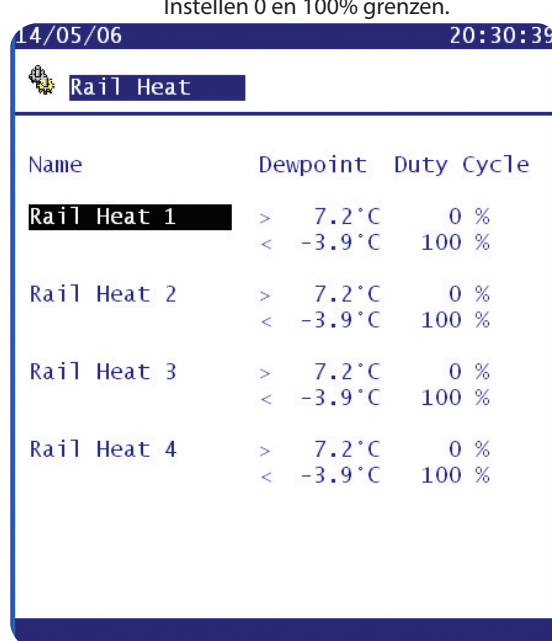 Instellen 0 en 100% grenzen.
14/05/06 20:30:39
Rail Heat
Name Dewpoint Duty Cycle
Rail Heat 1 > 7.2°C 0 %
< -3.9°C 100 %
Rail Heat 2 > 7.2°C 0 %
< -3.9°C 100 %
Rail Heat 3 > 7.2°C 0 %
< -3.9°C 100 %
Rail Heat 4 > 7.2°C 0 %
< -3.9°C 100 %